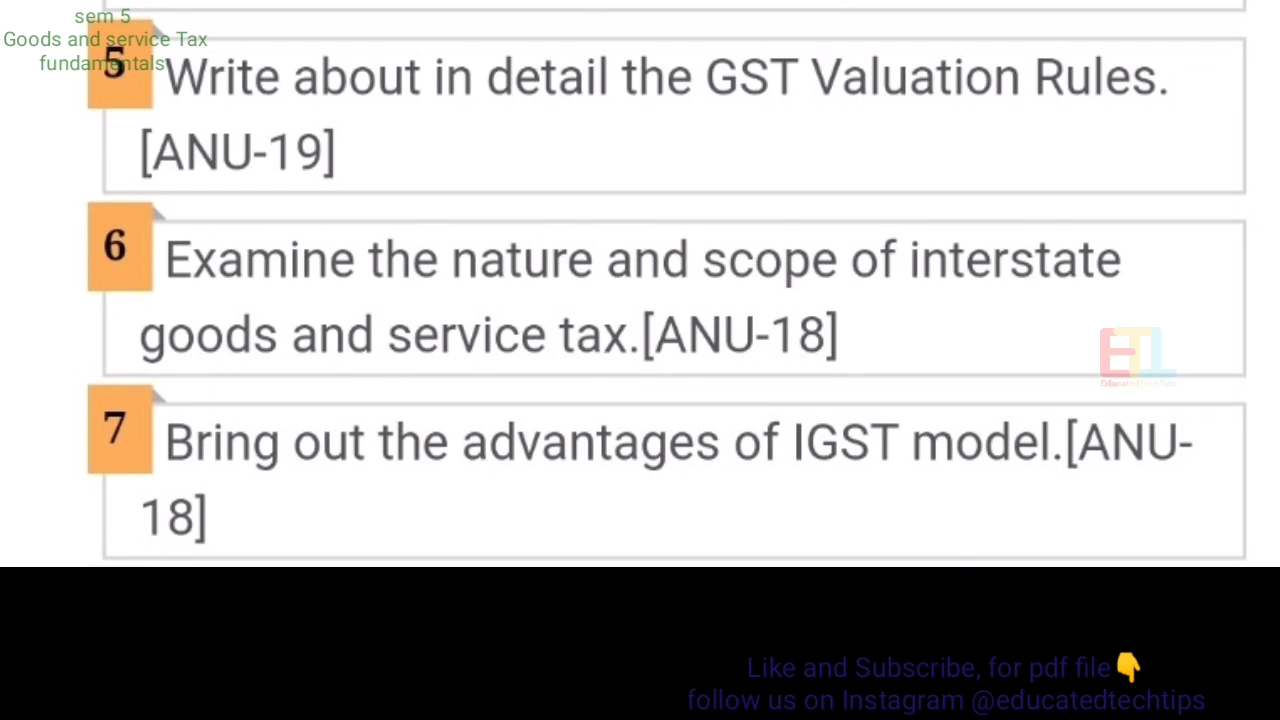 sem 5
Goods and service Tax
fundamentals
5
Write about in detail the GST Valuation Rules.
[ANU-19]
6
Examine the nature and scope of interstate
goods and service tax.[ANU-18]
ETL
EducatedTechTips
7
Bring out the advantages of IGST model.[ANU-
18]
Like and Subscribe, for pdf file👇
follow us on Instagram @educatedtechtips